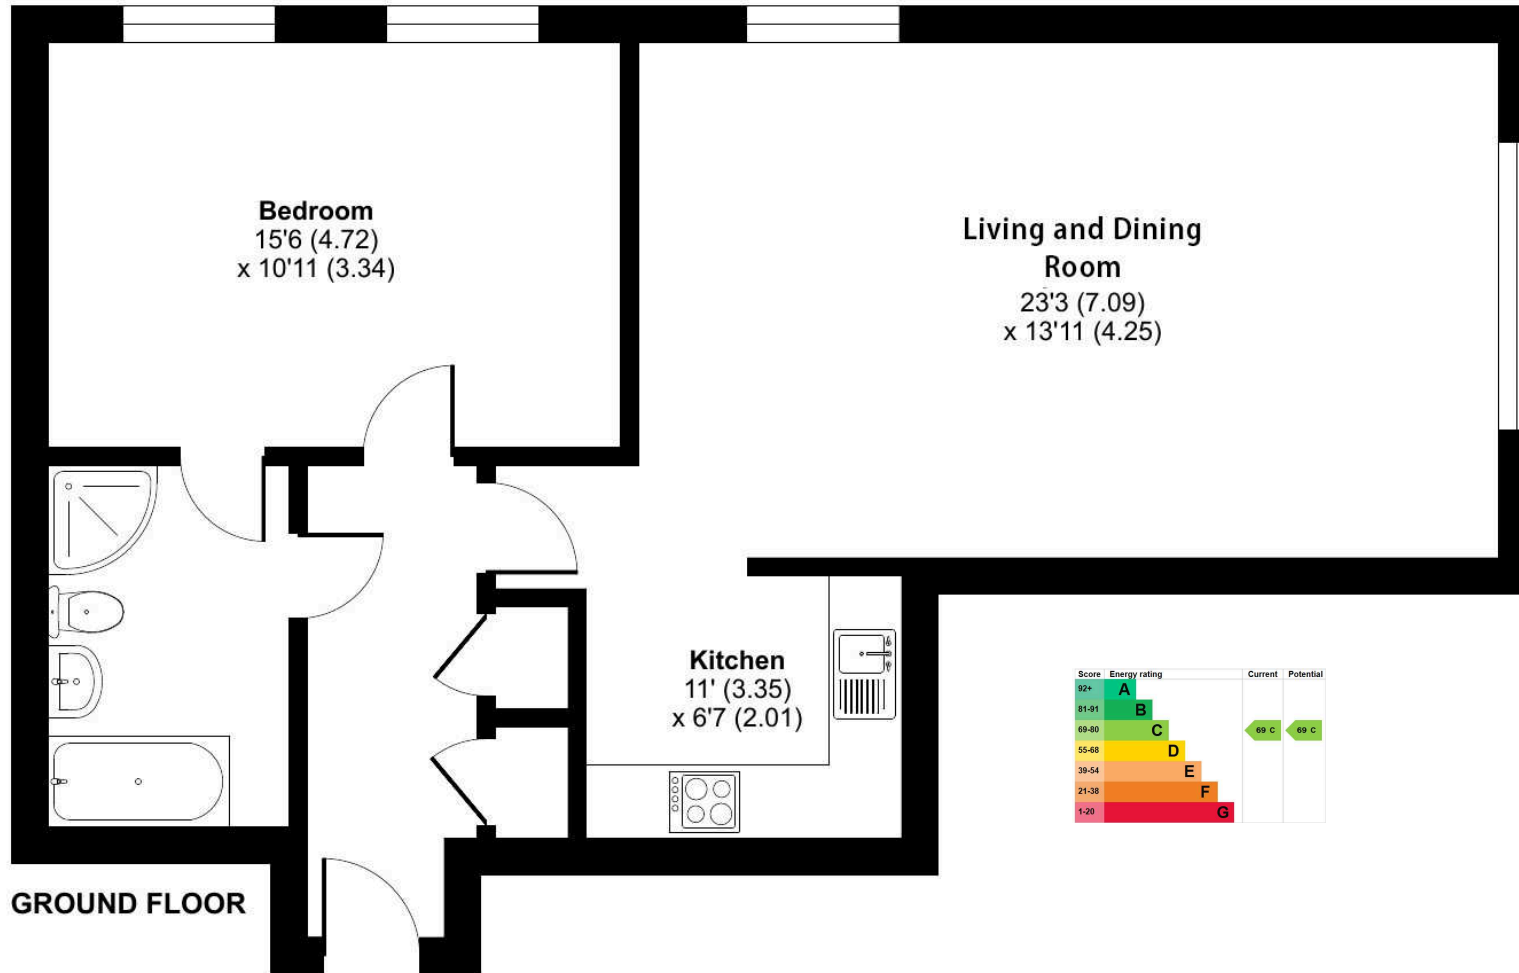 Bedroom
15'6 (4.72)
x 10'11 (3.34)
Living and Dining
Room
23'3 (7.09)
x 13'11 (4.25)
Kitchen
11' (3.35)
x 6'7 (2.01)
Score Energy rating Current Potential
92+ A
81-91 B
69-80 C 69 C 69 C
55-68 D
39-54 E
21-38 F
1-20 G
GROUND FLOOR